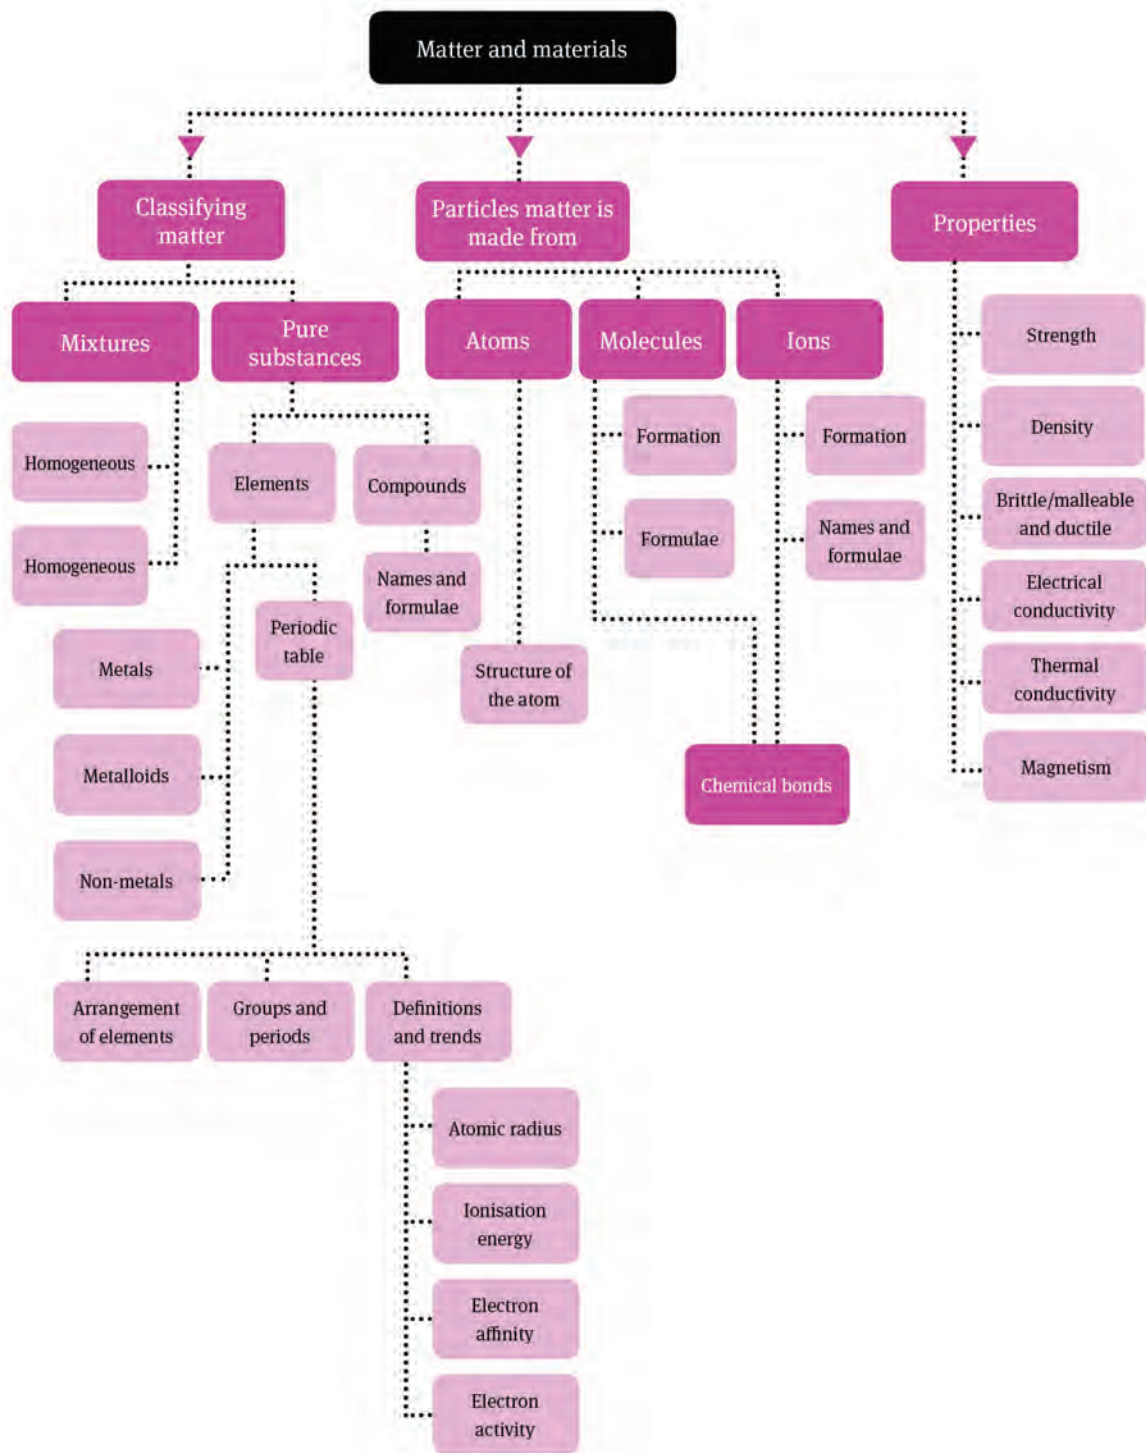 Matter and materials
Classifying
matter
Particles matter is
made from
Properties
Mixtures
Pure
substances
Atoms
Molecules
Ions
Strength
Homogeneous
Homogeneous
Elements
Compounds
Names and
formulae
Metals
Metalloids
Non-metals
Periodic
table
Structure of
the atom
Formation
Formulae
Formation
Names and
formulae
Chemical bonds
Density
Brittle/malleable
and ductile
Electrical
conductivity
Thermal
conductivity
Magnetism
Arrangement
of elements
Groups and
periods
Definitions
and trends
Atomic radius
Ionisation
energy
Electron
affinity
Electron
activity